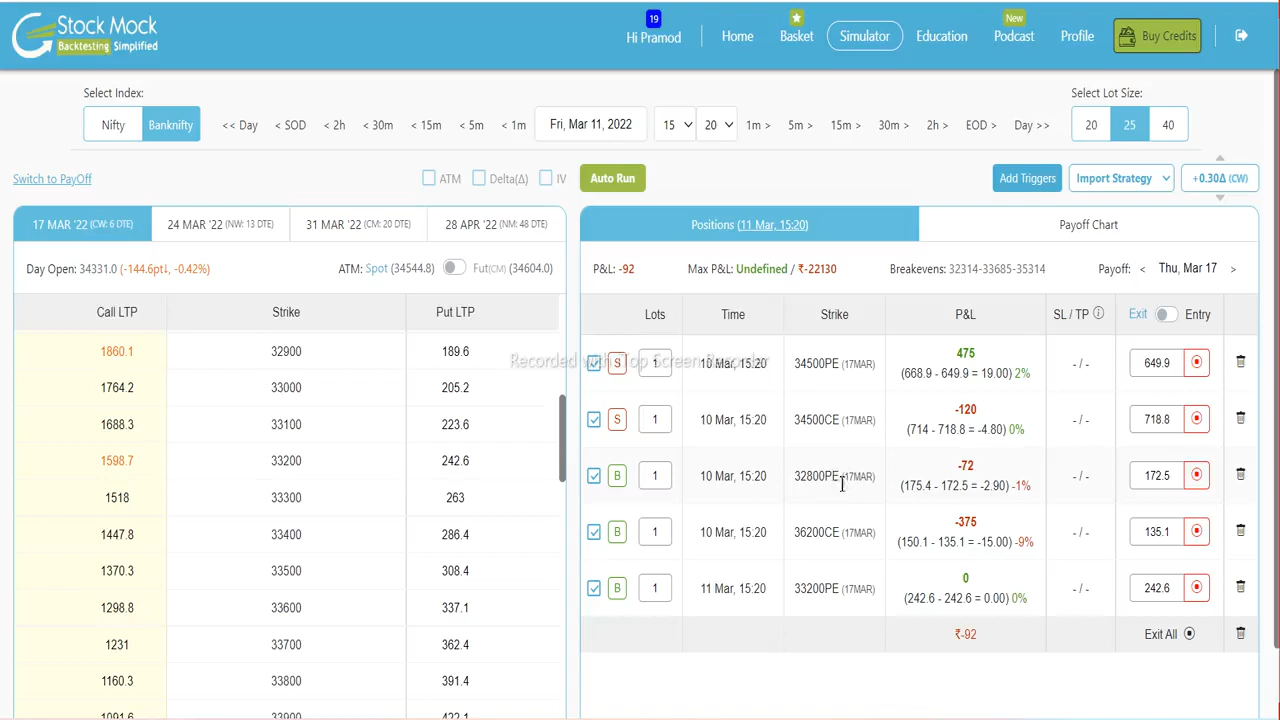 Stock Mock
Backtesting Simplified
19
Hi Pramod
Home
Basket
Simulator
Education
New
Podcast
Profile
Buy Credits
Select Index:
Nifty
Banknifty
<< Day
< SOD
< 2h
< 30m
< 15m
< 5m
< 1m
Fri, Mar 11, 2022
15
20
1m >
5m >
15m >
30m >
2h >
EOD >
Day >>
Select Lot Size:
20
25
40
Switch to PayOff
ATM
Delta(Δ)
IV
Auto Run
Add Triggers
Import Strategy
+0.30Δ (CW)
17 MAR '22 (CW: 6 DTE)
24 MAR '22 (NW: 13 DTE)
31 MAR '22 (CM: 20 DTE)
28 APR '22 (NM: 48 DTE)
Day Open: 34331.0 (-144.6pt↓, -0.42%)
ATM: Spot (34544.8)
Fut(CM) (34604.0)
Call LTP Strike Put LTP
1860.1 32900 189.6
1764.2 33000 205.2
1688.3 33100 223.6
1598.7 33200 242.6
1518 33300 263
1447.8 33400 286.4
1370.3 33500 308.4
1298.8 33600 337.1
1231 33700 362.4
1160.3 33800 391.4
1091.6 33900 422.1
Positions (11 Mar, 15:20)
Payoff Chart
P&L: -92
Max P&L: Undefined / ₹-22130
Breakevens: 32314-33685-35314
Payoff: < Thu, Mar 17 >
Lots Time Strike P&L SL / TP Exit Entry
Recorded with Top Screen Recorder
S 1 10 Mar, 15:20 34500PE (17MAR) 475 - / - 649.9
(668.9 - 649.9 = 19.00) 2%
S 1 10 Mar, 15:20 34500CE (17MAR) -120 - / - 718.8
(714 - 718.8 = -4.80) 0%
B 1 10 Mar, 15:20 32800PE (17MAR) -72 - / - 172.5
(175.4 - 172.5 = -2.90) -1%
B 1 10 Mar, 15:20 36200CE (17MAR) -375 - / - 135.1
(150.1 - 135.1 = -15.00) -9%
B 1 11 Mar, 15:20 33200PE (17MAR) 0 - / - 242.6
(242.6 - 242.6 = 0.00) 0%
₹-92
Exit All